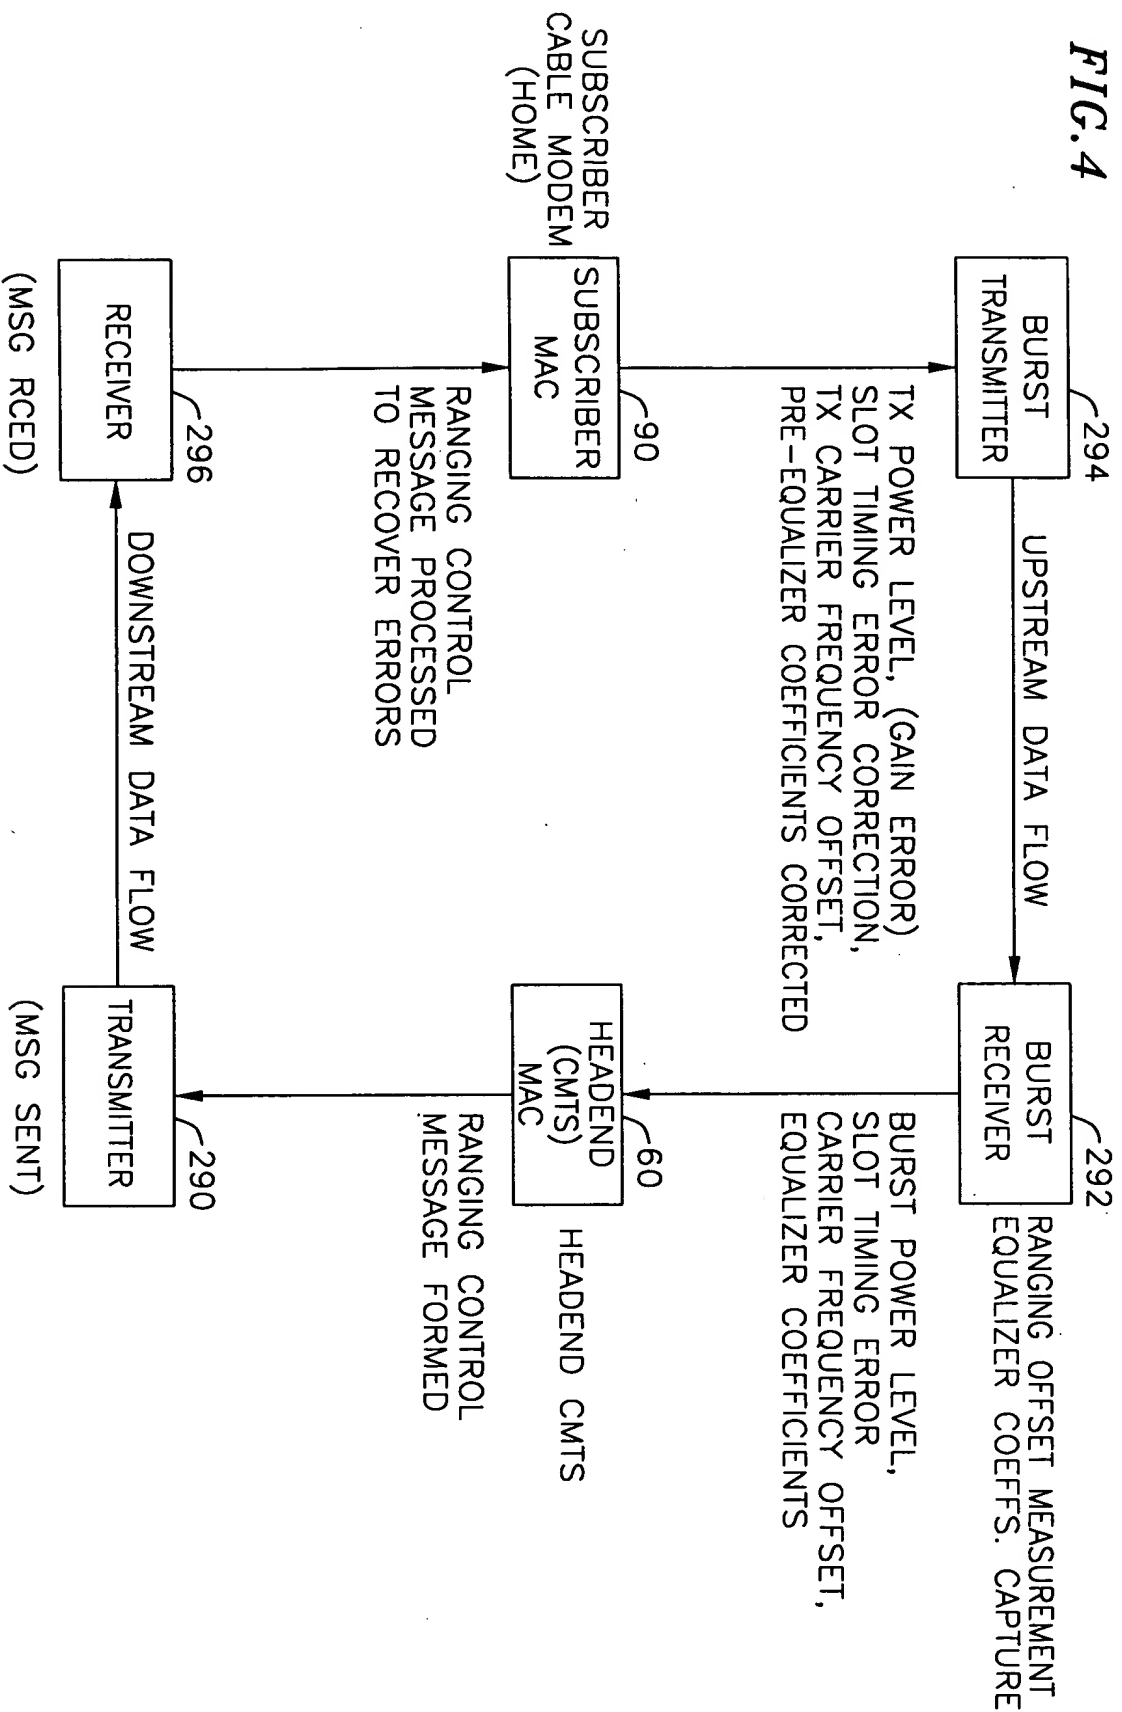 FIG. 4
294
BURST
TRANSMITTER
UPSTREAM DATA FLOW
292
BURST
RECEIVER
RANGING OFFSET MEASUREMENT
EQUALIZER COEFFS. CAPTURE
TX POWER LEVEL, (GAIN ERROR)
SLOT TIMING ERROR CORRECTION,
TX CARRIER FREQUENCY OFFSET,
PRE-EQUALIZER COEFFICIENTS CORRECTED
BURST POWER LEVEL,
SLOT TIMING ERROR
CARRIER FREQUENCY OFFSET,
EQUALIZER COEFFICIENTS
SUBSCRIBER
CABLE MODEM
(HOME)
90
SUBSCRIBER
MAC
60
HEADEND
(CMTS)
MAC
HEADEND CMTS
RANGING CONTROL
MESSAGE PROCESSED
TO RECOVER ERRORS
RANGING CONTROL
MESSAGE FORMED
296
RECEIVER
(MSG RCED)
DOWNSTREAM DATA FLOW
290
TRANSMITTER
(MSG SENT)